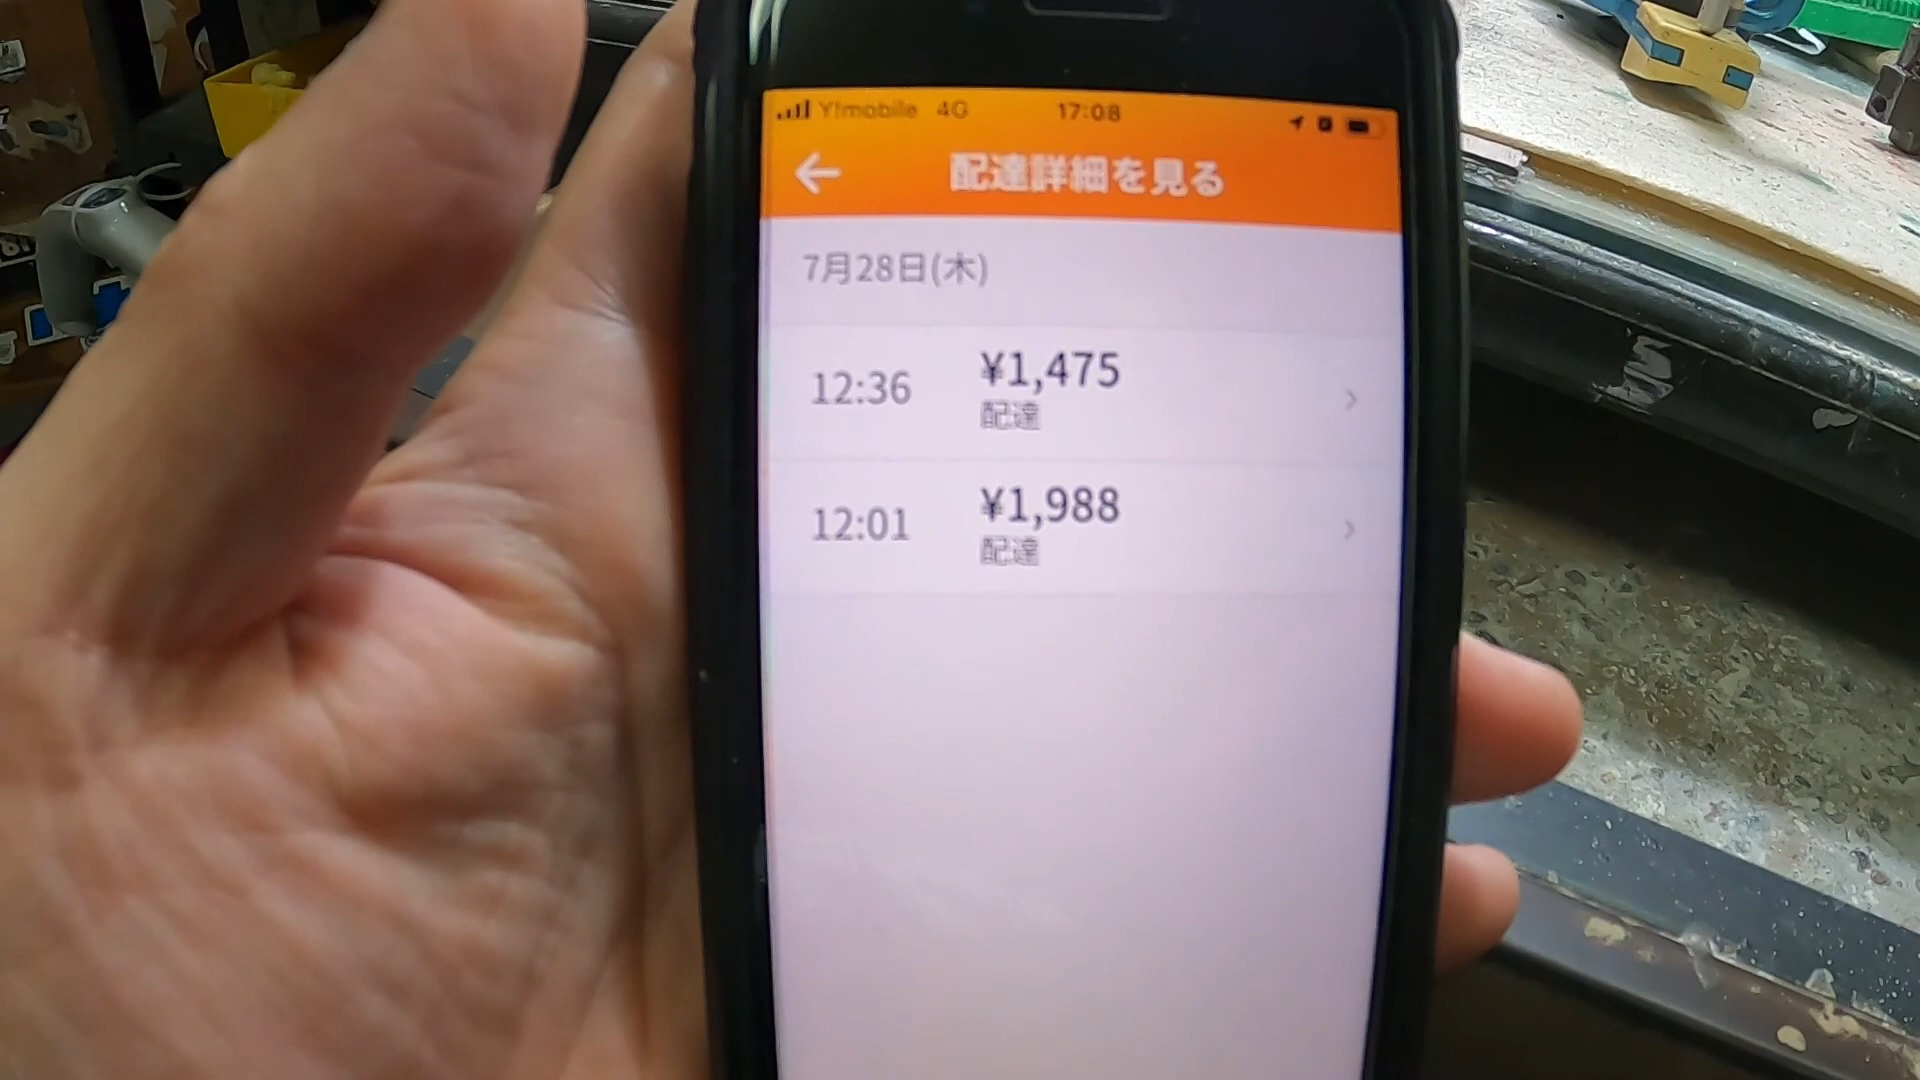 Y!mobile 4G 17:08
配達詳細を見る
7月28日(木)
12:36 ¥1,475
配達
12:01 ¥1,988
配達